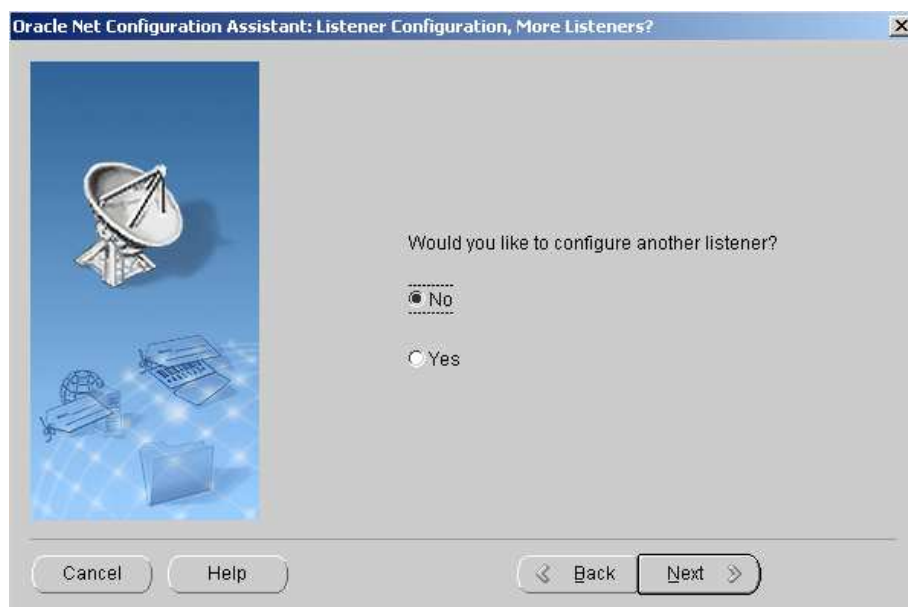 Oracle Net Configuration Assistant: Listener Configuration, More Listeners?
Would you like to configure another listener?
No
Yes
Cancel
Help
Back
Next